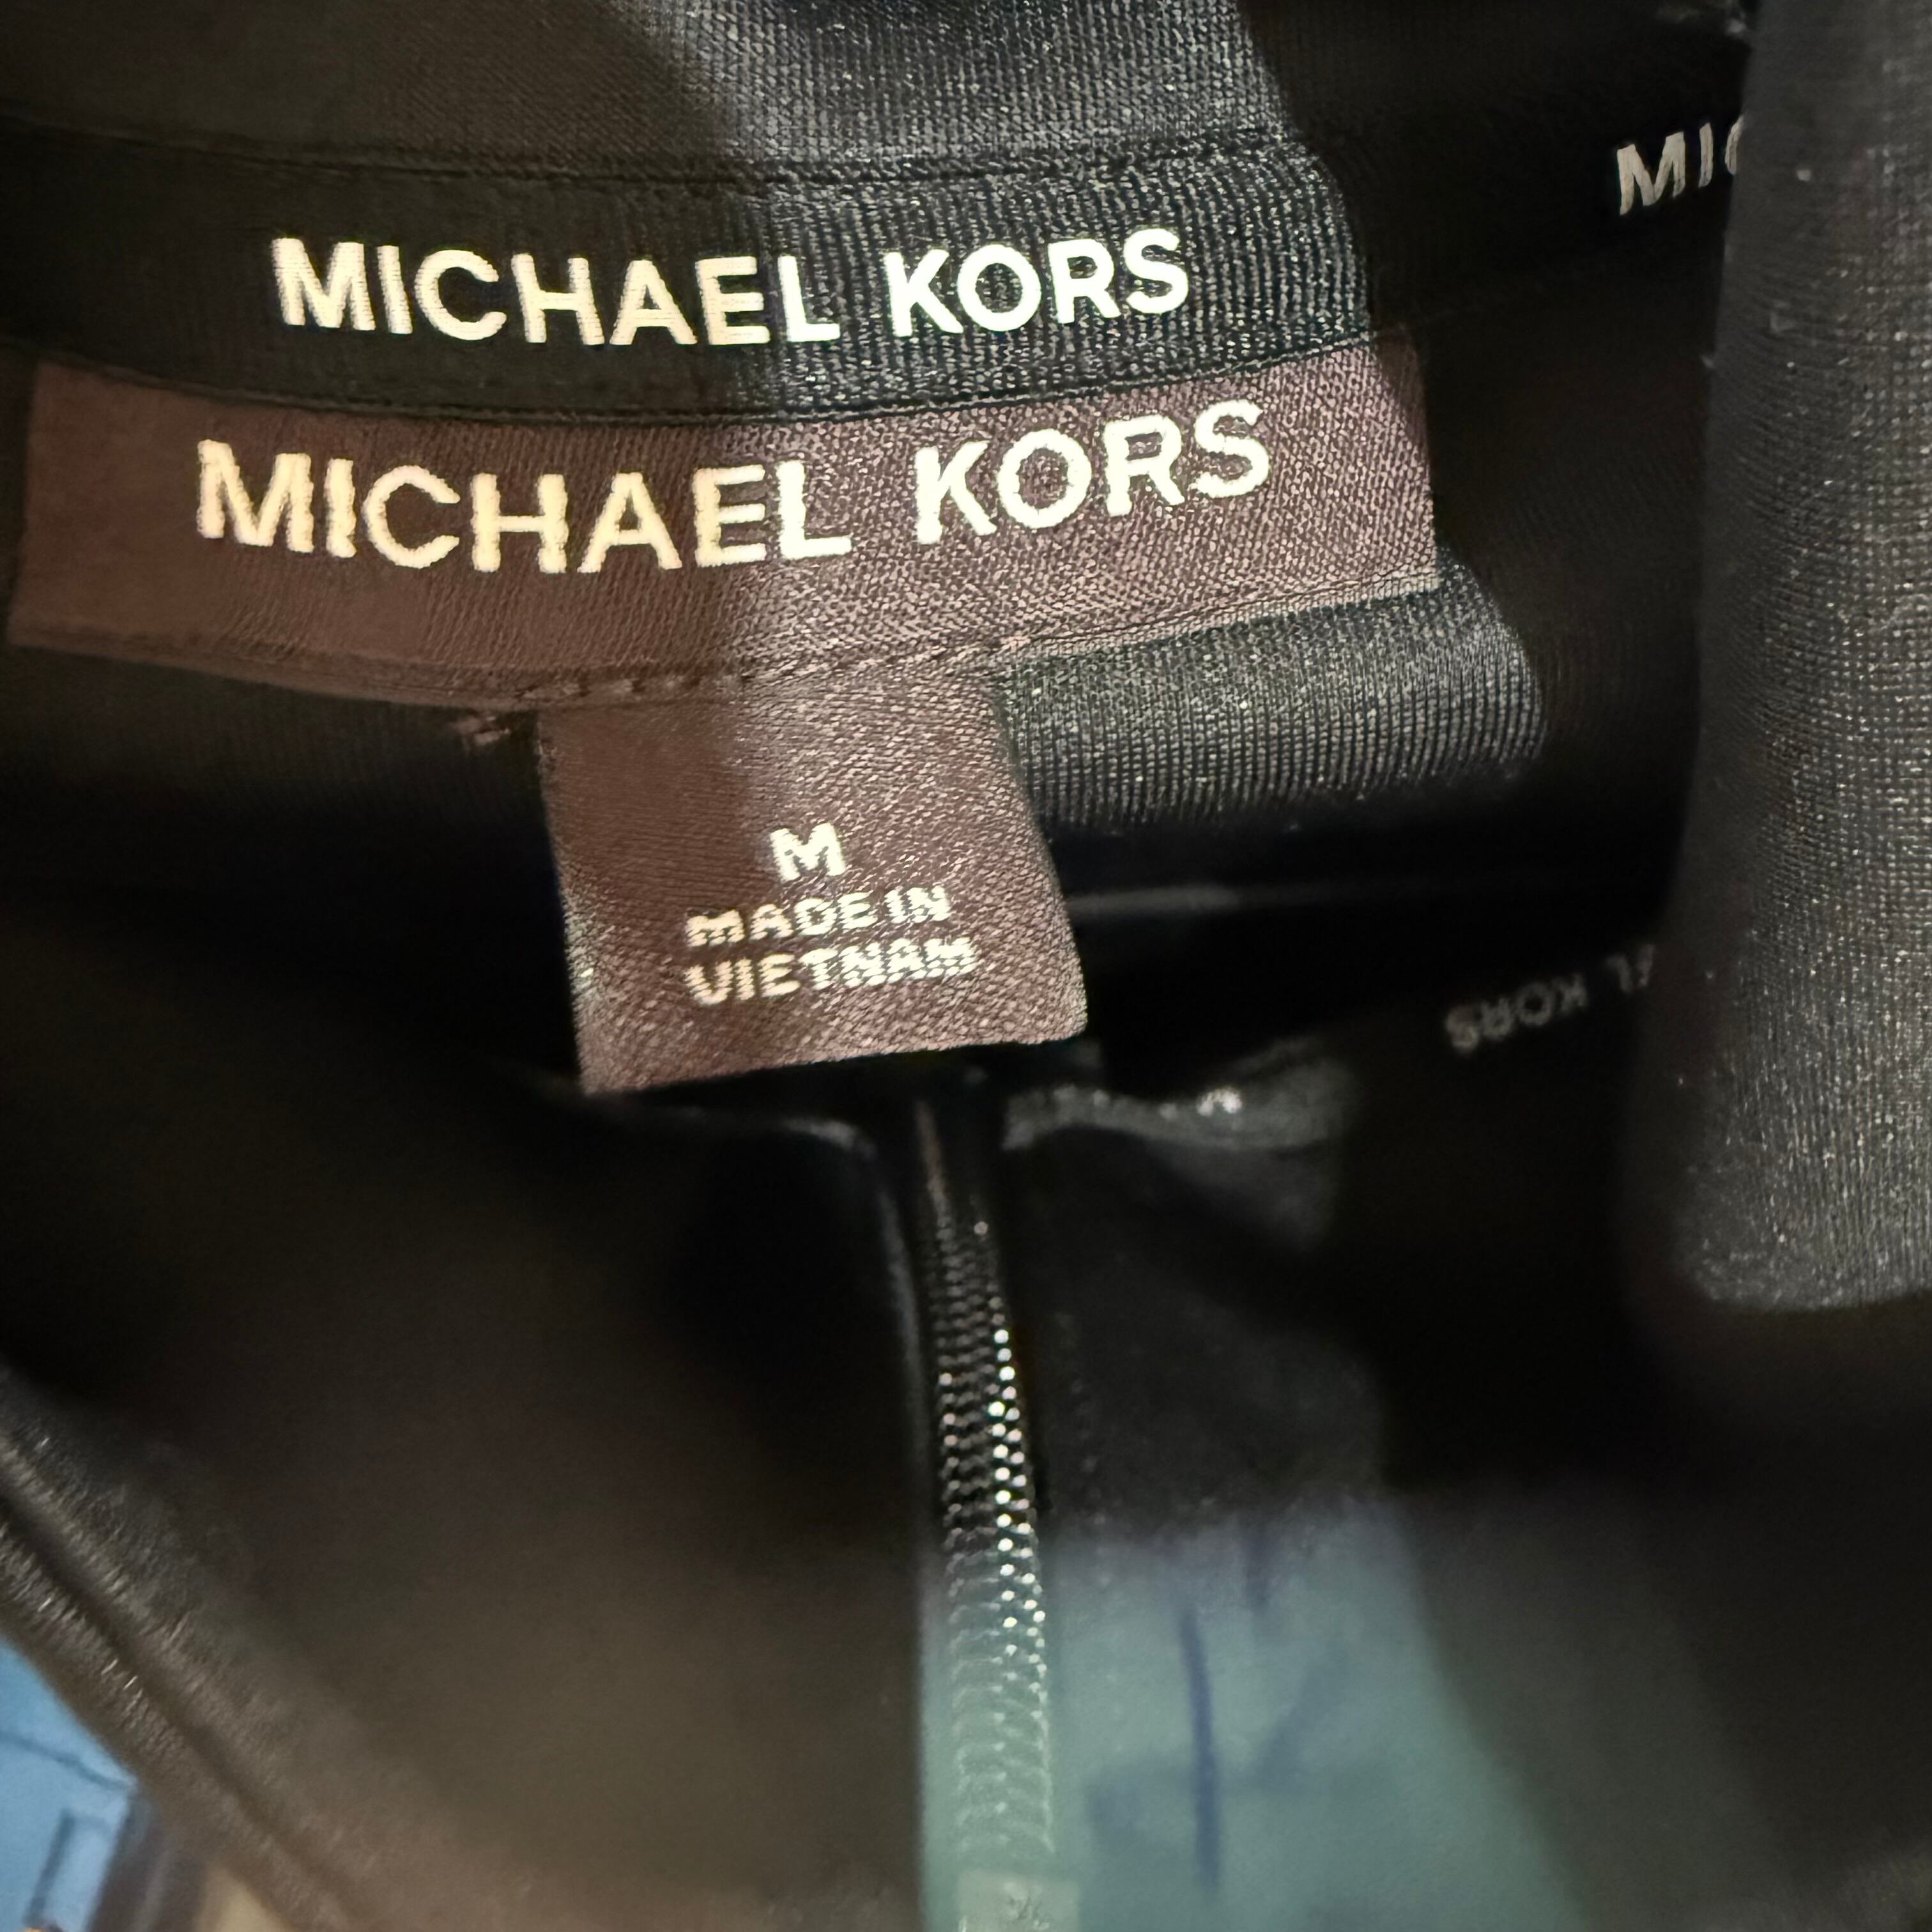 MIC
MICHAEL KORS
MICHAEL KORS
M
MADE IN
VIETNAM
L KORS